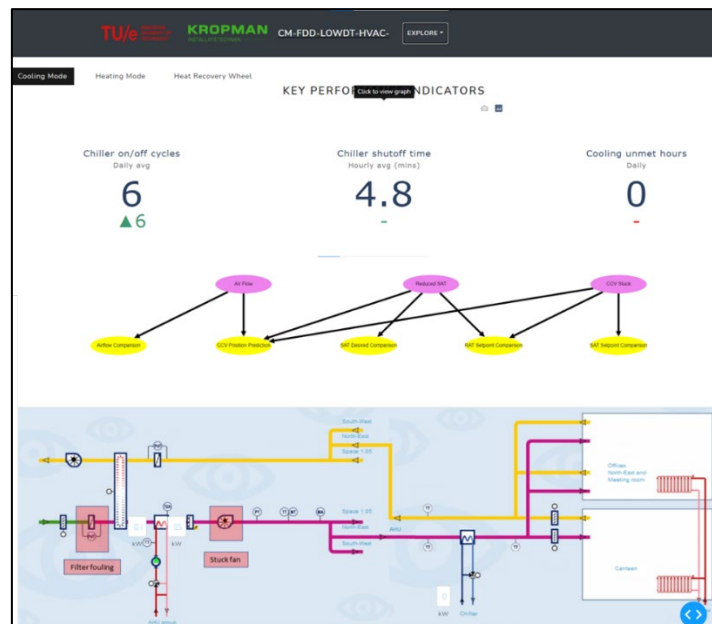 TU/e
KROPMAN
INSTALLATIETECHNIEK
CM-FDD-LOWDT-HVAC-
EXPLORE
Cooling Mode
Heating Mode
Heat Recovery Wheel
KEY PERFOR
Click to view graph
NDICATORS
Chiller on/off cycles
Daily avg
6
▲6
Chiller shutoff time
Hourly avg (mins)
4.8
-
Cooling unmet hours
Daily
0
-
Air Flow
Reduced SAT
CCV Stuck
Airflow Comparison
CCV Position Prediction
SAT Desired Comparison
RAT Setpoint Comparison
RAT Setpoint Comparison
South-West
North-East
Space 1.05
Offices
North-East and
Meeting room
Space 1.05
North-East
South-West
AHU
kW
kW
Filter fouling
Stuck fan
Canteen
kW
Chiller